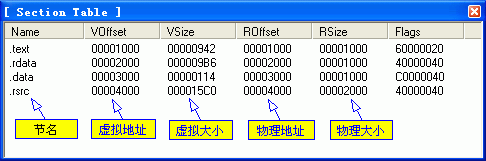 [ Section Table ]
Name VOffset VSize ROffset RSize Flags
.text 00001000 00000942 00001000 00001000 60000020
.rdata 00002000 000009B6 00002000 00001000 40000040
.data 00003000 00000114 00003000 00001000 C0000040
.rsrc 00004000 000015C0 00004000 00002000 40000040
节名 虚拟地址 虚拟大小 物理地址 物理大小